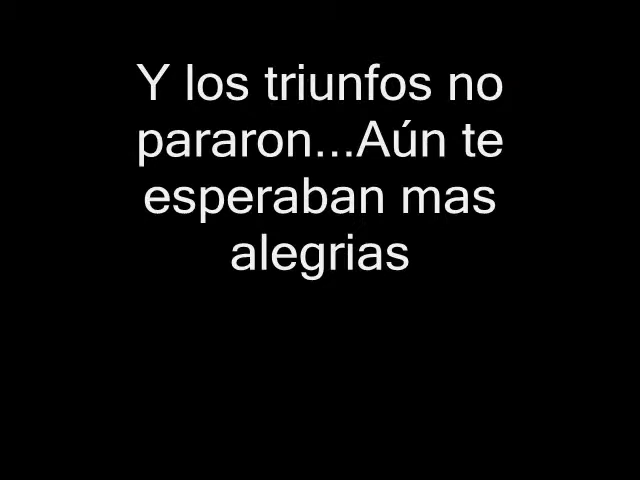 Y los triunfos no
pararon...Aún te
esperaban mas
alegrias